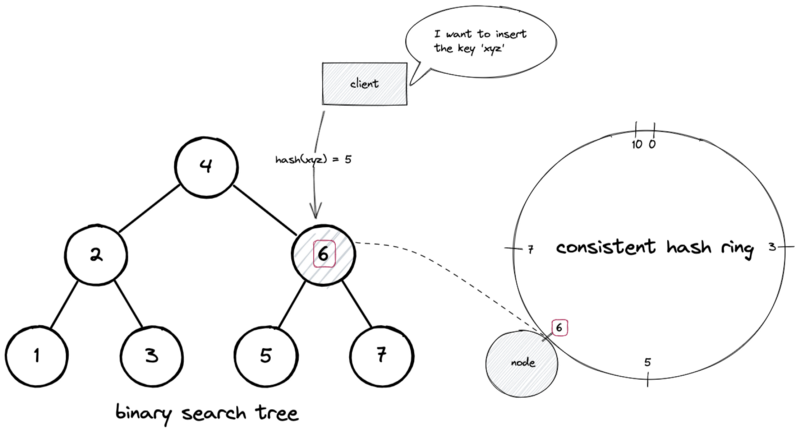 I want to insert
the key 'xyz'
client
hash(xyz) = 5
4
2
6
1
3
5
7
binary search tree
10 0
7
consistent hash ring
3
6
5
node